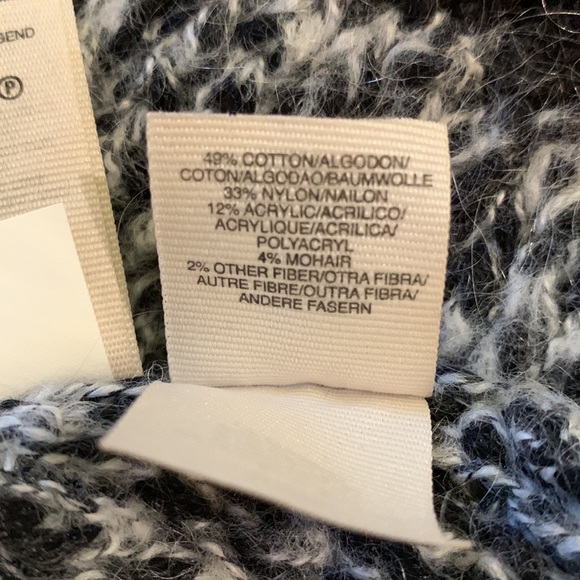 GEND
P
49% COTTON/ALGODON/
COTON/ALGODAO/BAUMWOLLE
33% NYLON/NAILON
12% ACRYLIC/ACRILICO/
ACRYLIQUE/ACRILICA/
POLYACRYL
4% MOHAIR
2% OTHER FIBER/OTRA FIBRA/
AUTRE FIBRE/OUTRA FIBRA/
ANDERE FASERN